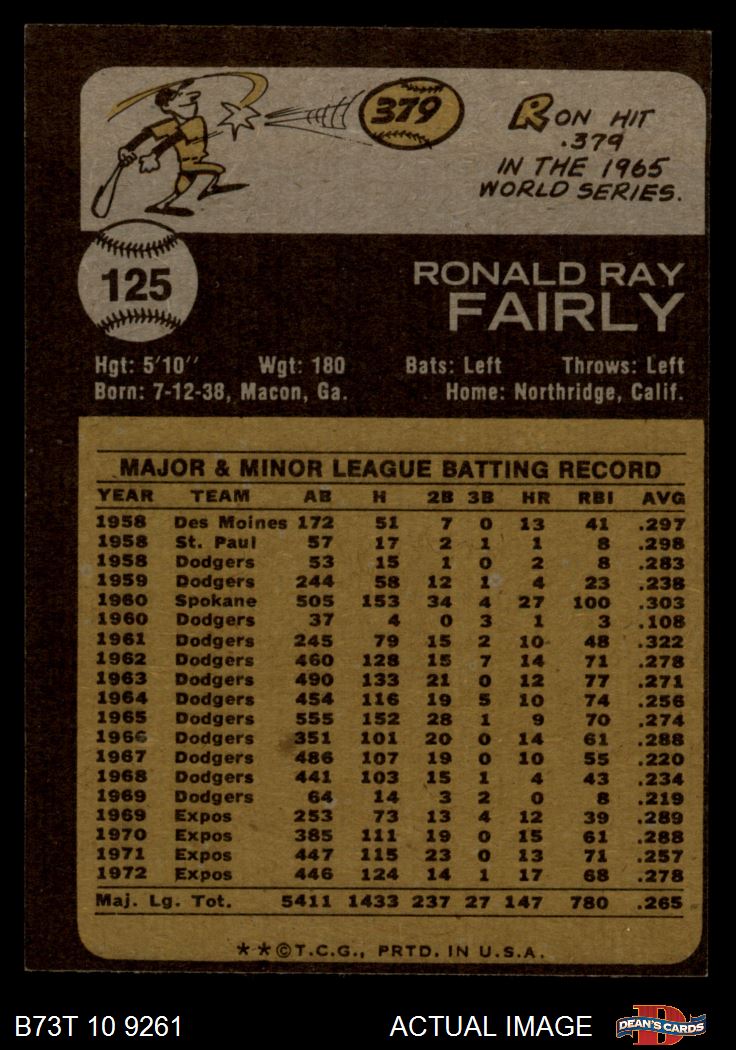 379
RON HIT
.379
IN THE 1965
WORLD SERIES.
125
RONALD RAY
FAIRLY
Hgt: 5'10" Wgt: 180 Bats: Left Throws: Left
Born: 7-12-38, Macon, Ga. Home: Northridge, Calif.
MAJOR & MINOR LEAGUE BATTING RECORD
YEAR TEAM AB H 2B 3B HR RBI AVG
1958 Des Moines 172 51 7 0 13 41 .297
1958 St. Paul 57 17 2 1 1 8 .298
1958 Dodgers 53 15 1 0 2 8 .283
1959 Dodgers 244 58 12 1 4 23 .238
1960 Spokane 505 153 34 4 27 100 .303
1960 Dodgers 37 4 0 3 1 3 .108
1961 Dodgers 245 79 15 2 10 48 .322
1962 Dodgers 460 128 15 7 14 71 .278
1963 Dodgers 490 133 21 0 12 77 .271
1964 Dodgers 454 116 19 5 10 74 .256
1965 Dodgers 555 152 28 1 9 70 .274
1966 Dodgers 351 101 20 0 14 61 .288
1967 Dodgers 486 107 19 0 10 55 .220
1968 Dodgers 441 103 15 1 4 43 .234
1969 Dodgers 64 14 3 2 0 8 .219
1969 Expos 253 73 13 4 12 39 .289
1970 Expos 385 111 19 0 15 61 .288
1971 Expos 447 115 23 0 13 71 .257
1972 Expos 446 124 14 1 17 68 .278
Maj. Lg. Tot. 5411 1433 237 27 147 780 .265
**©T.C.G., PRTD. IN U.S.A.
B73T 10 9261 ACTUAL IMAGE DEAN'S CARDS